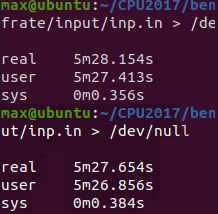 max@ubuntu:~/CPU2017/ben
frate/input/inp.in > /de
real 5m28.154s
user 5m27.413s
sys 0m0.356s
max@ubuntu:~/CPU2017/ben
ut/inp.in > /dev/null
real 5m27.654s
user 5m26.856s
sys 0m0.384s